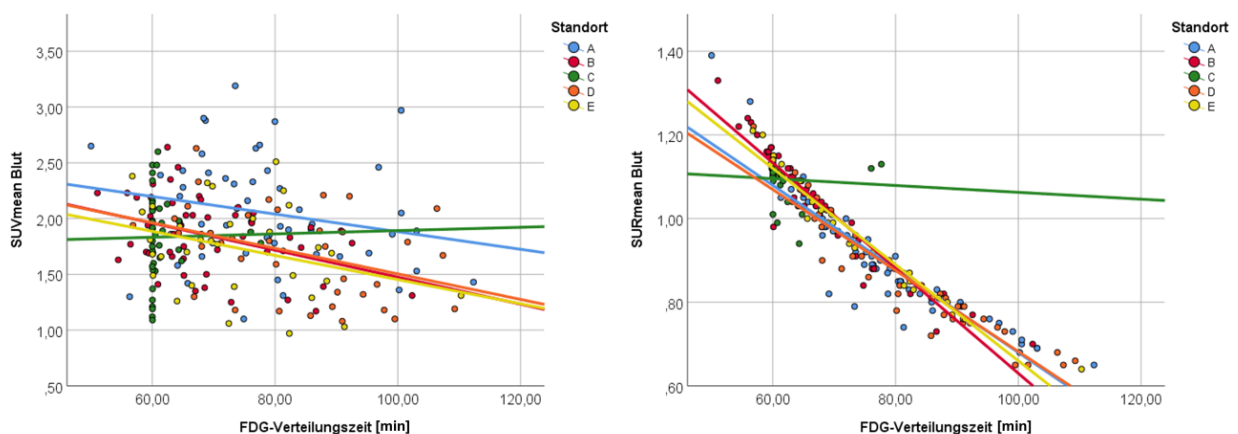 Standort
A
B
C
D
E
3,50
3,00
2,50
2,00
1,50
1,00
,50
SUVmean Blut
60,00 80,00 100,00 120,00
FDG-Verteilungszeit [min]
Standort
A
B
C
D
E
1,40
1,20
1,00
,80
,60
SURmean Blut
60,00 80,00 100,00 120,00
FDG-Verteilungszeit [min]